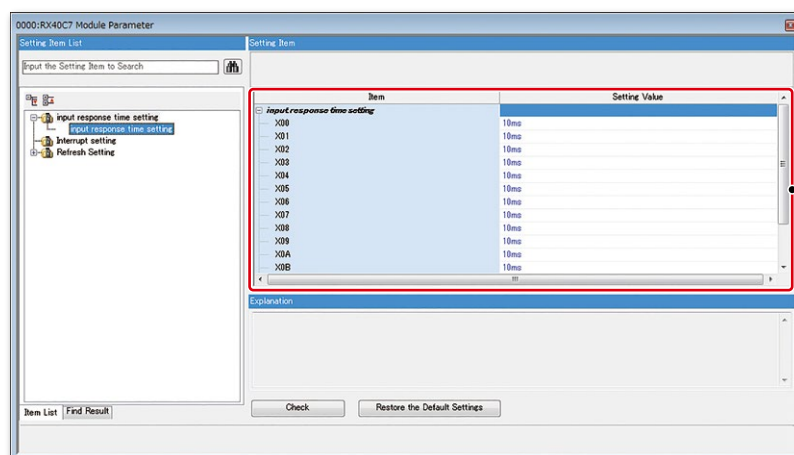 0000:RX40C7 Module Parameter
Setting Item List
Setting Item
Input the Setting Item to Search
input response time setting
input response time setting
Interrupt setting
Refresh Setting
Item Setting Value
input response time setting
X00 10ms
X01 10ms
X02 10ms
X03 10ms
X04 10ms
X05 10ms
X06 10ms
X07 10ms
X08 10ms
X09 10ms
X0A 10ms
X0B 10ms
Explanation
Item List Find Result
Check Restore the Default Settings